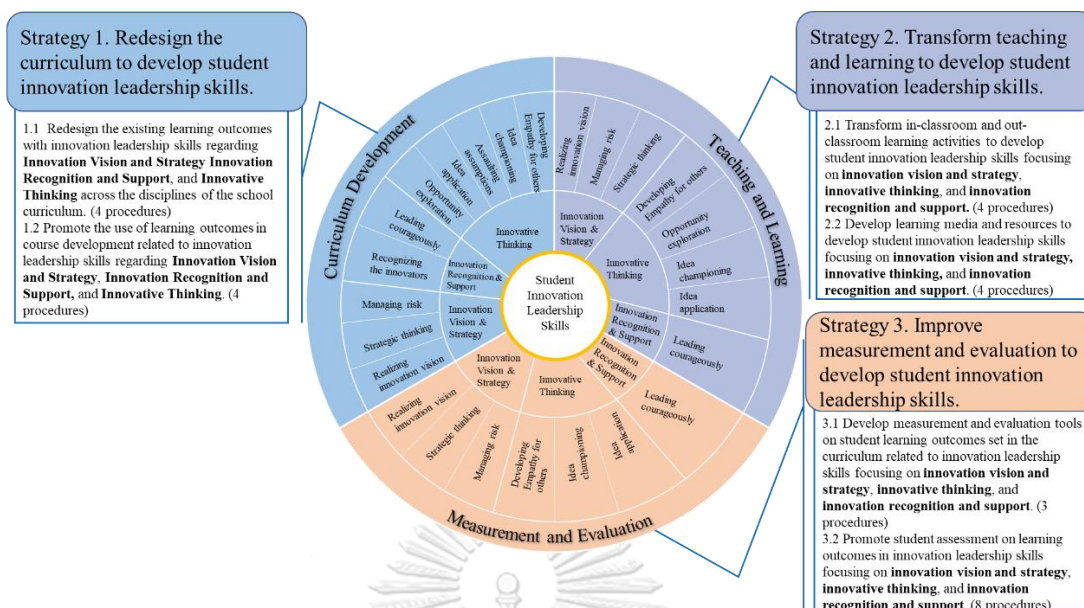 Strategy 1. Redesign the
curriculum to develop student
innovation leadership skills.
1.1 Redesign the existing learning outcomes
with innovation leadership skills regarding
Innovation Vision and Strategy Innovation
Recognition and Support, and Innovative
Thinking across the disciplines of the school
curriculum. (4 procedures)
1.2 Promote the use of learning outcomes in
course development related to innovation
leadership skills regarding Innovation Vision
and Strategy, Innovation Recognition and
Support, and Innovative Thinking. (4
procedures)
Curriculum Development
Developing
Empathy for others
Idea
championing
Assaulting
assumptions
Idea
application
Opportunity
exploration
Leading
courageously
Recognizing
the innovators
Managing risk
Strategic thinking
Realizing
innovation vision
Innovative
Thinking
Innovation
Recognition &
Support
Innovation
Vision &
Strategy
Student
Innovation
Leadership
Skills
Teaching and Learning
Realizing
innovation vision
Managing risk
Strategic thinking
Developing
Empathy for others
Opportunity
exploration
Idea
championing
Idea
application
Leading
courageously
Innovation
Vision &
Strategy
Innovative
Thinking
Innovation
Recognition
& Support
Measurement and Evaluation
Realizing
innovation vision
Strategic thinking
Managing risk
Developing
Empathy for
others
Idea
championing
Idea
application
Leading
courageously
Innovation
Vision &
Strategy
Innovative
Thinking
Innovation
Recognition
& Support
Strategy 2. Transform teaching
and learning to develop student
innovation leadership skills.
2.1 Transform in-classroom and out-
classroom learning activities to develop
student innovation leadership skills focusing
on innovation vision and strategy,
innovative thinking, and innovation
recognition and support. (4 procedures)
2.2 Develop learning media and resources to
develop student innovation leadership skills
focusing on innovation vision and strategy,
innovative thinking, and innovation
recognition and support. (4 procedures)
Strategy 3. Improve
measurement and evaluation to
develop student innovation
leadership skills.
3.1 Develop measurement and evaluation tools
on student learning outcomes set in the
curriculum related to innovation leadership
skills focusing on innovation vision and
strategy, innovative thinking, and
innovation recognition and support. (3
procedures)
3.2 Promote student assessment on learning
outcomes in innovation leadership skills
focusing on innovation vision and strategy,
innovative thinking, and innovation
recognition and support. (8 procedures)